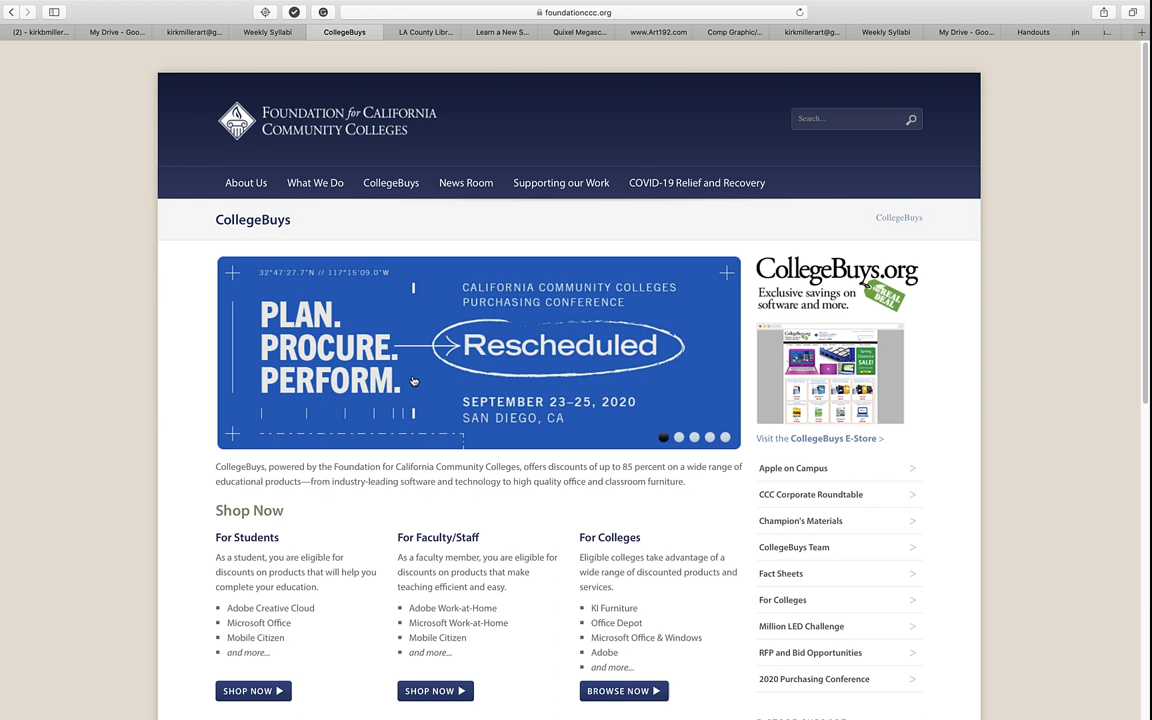 foundationccc.org
(2) - kirkbmiller...
My Drive - Goo...
kirkmillerart@g...
Weekly Syllabi
CollegeBuys
LA County Libr...
Learn a New S...
Quixel Megasc...
www.Art192.com
Comp Graphic/...
kirkmillerart@g...
Weekly Syllabi
My Drive - Goo...
Handouts
FOUNDATION for CALIFORNIA
COMMUNITY COLLEGES
Search...
About Us
What We Do
CollegeBuys
News Room
Supporting our Work
COVID-19 Relief and Recovery
CollegeBuys
CollegeBuys
32°47'27.7"N // 117°15'09.0"W
PLAN.
PROCURE.
PERFORM.
CALIFORNIA COMMUNITY COLLEGES
PURCHASING CONFERENCE
Rescheduled
SEPTEMBER 23–25, 2020
SAN DIEGO, CA
CollegeBuys, powered by the Foundation for California Community Colleges, offers discounts of up to 85 percent on a wide range of
educational products—from industry-leading software and technology to high quality office and classroom furniture.
Shop Now
For Students
As a student, you are eligible for
discounts on products that will help you
complete your education.
Adobe Creative Cloud
Microsoft Office
Mobile Citizen
and more...
SHOP NOW
For Faculty/Staff
As a faculty member, you are eligible for
discounts on products that make
teaching efficient and easy.
Adobe Work-at-Home
Microsoft Work-at-Home
Mobile Citizen
and more...
SHOP NOW
For Colleges
Eligible colleges take advantage of a
wide range of discounted products and
services.
KI Furniture
Office Depot
Microsoft Office & Windows
Adobe
and more...
BROWSE NOW
CollegeBuys.org
Exclusive savings on
software and more.
REAL
DEAL
SALE!
Visit the CollegeBuys E-Store >
Apple on Campus >
CCC Corporate Roundtable >
Champion's Materials >
CollegeBuys Team >
Fact Sheets >
For Colleges >
Million LED Challenge >
RFP and Bid Opportunities >
2020 Purchasing Conference >